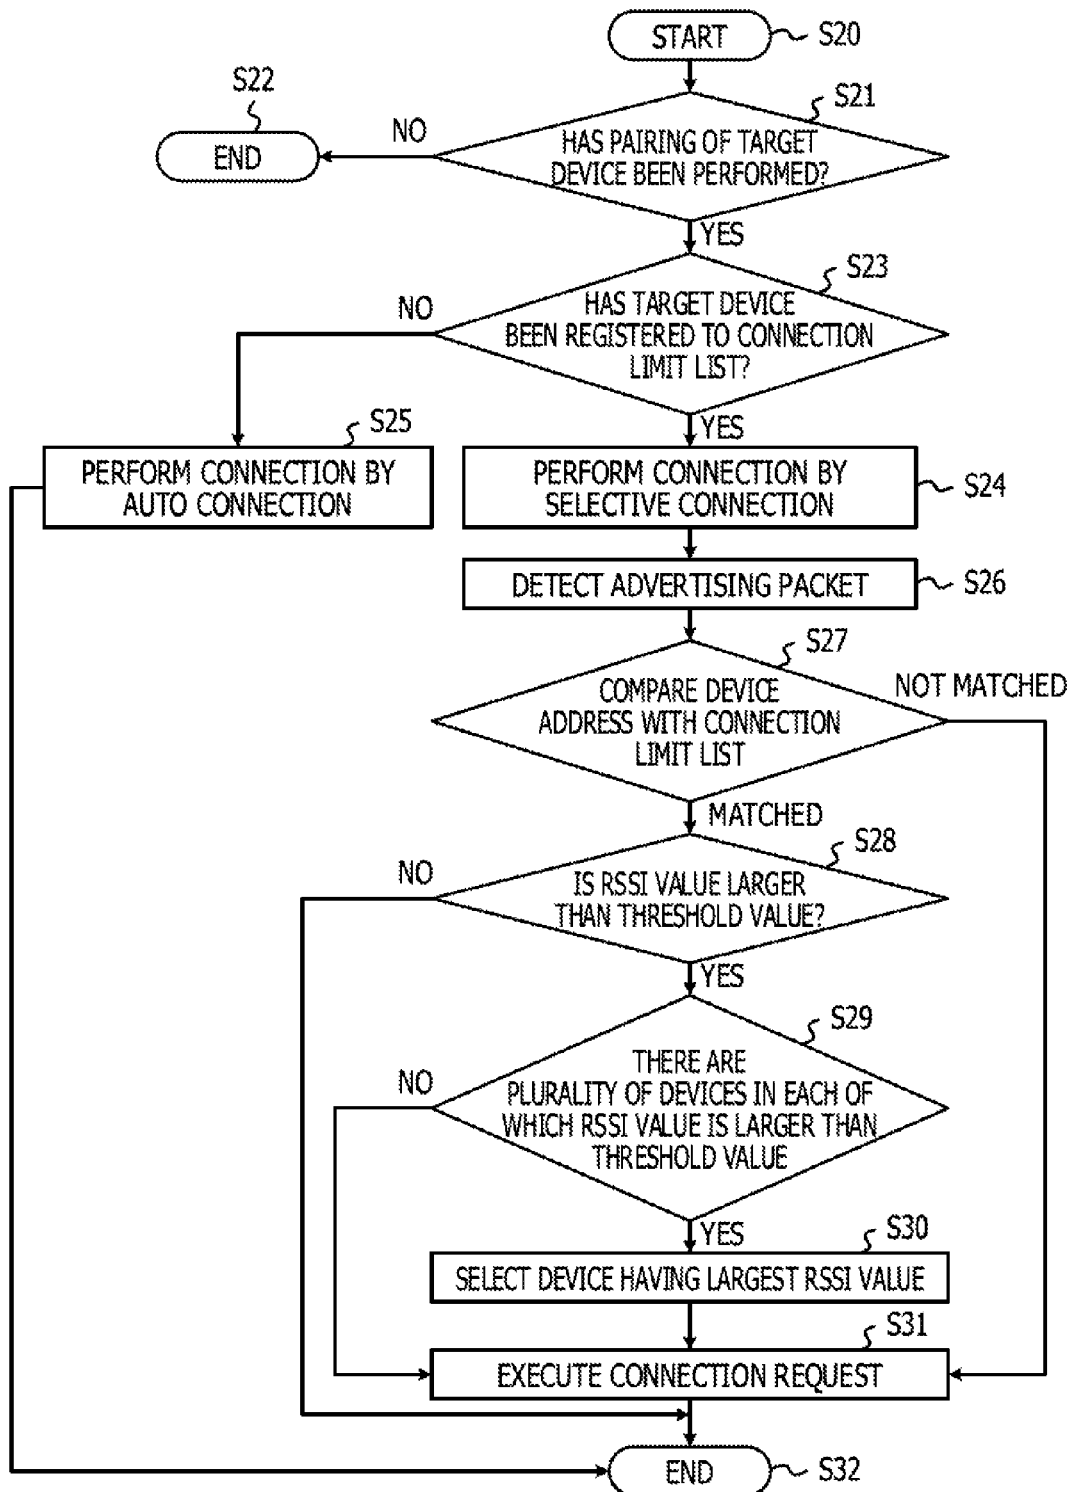 START
S20
S21
S22
NO
HAS PAIRING OF TARGET
DEVICE BEEN PERFORMED?
END
YES
S23
NO
HAS TARGET DEVICE
BEEN REGISTERED TO CONNECTION
LIMIT LIST?
S25
YES
PERFORM CONNECTION BY
AUTO CONNECTION
PERFORM CONNECTION BY
SELECTIVE CONNECTION
S24
DETECT ADVERTISING PACKET
S26
S27
COMPARE DEVICE
ADDRESS WITH CONNECTION
LIMIT LIST
NOT MATCHED
MATCHED
S28
NO
IS RSSI VALUE LARGER
THAN THRESHOLD VALUE?
YES
S29
NO
THERE ARE
PLURALITY OF DEVICES IN EACH OF
WHICH RSSI VALUE IS LARGER THAN
THRESHOLD VALUE
YES
S30
SELECT DEVICE HAVING LARGEST RSSI VALUE
S31
EXECUTE CONNECTION REQUEST
END
S32